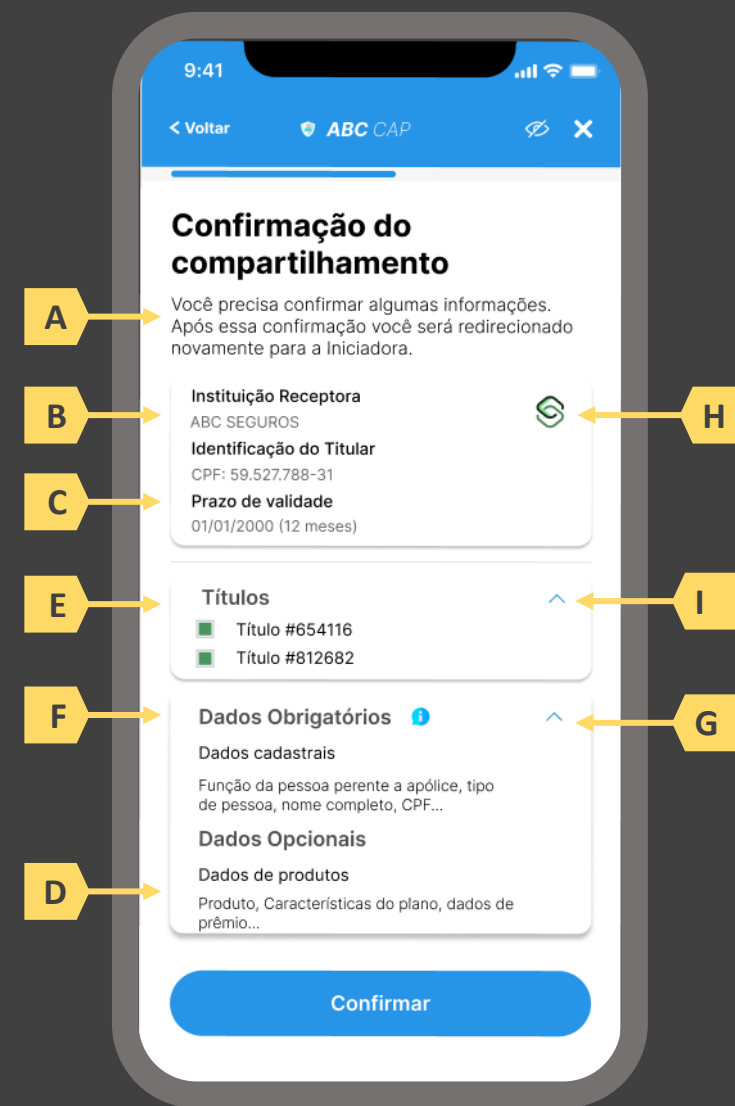 9:41
< Voltar
ABC CAP
Confirmação do
compartilhamento
A
Você precisa confirmar algumas informações.
Após essa confirmação você será redirecionado
novamente para a Iniciadora.
B
Instituição Receptora
H
ABC SEGUROS
Identificação do Titular
CPF: 59.527.788-31
C
Prazo de validade
01/01/2000 (12 meses)
E
Títulos
I
Título #654116
Título #812682
F
Dados Obrigatórios
G
Dados cadastrais
Função da pessoa perente a apólice, tipo
de pessoa, nome completo, CPF...
Dados Opcionais
D
Dados de produtos
Produto, Características do plano, dados de
prêmio...
Confirmar